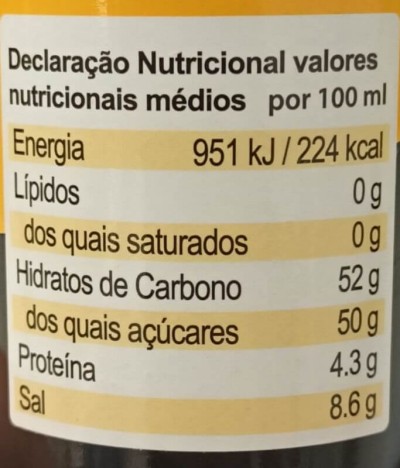 Declaração Nutricional valores
nutricionais médios por 100 ml
Energia 951 kJ / 224 kcal
Lípidos 0 g
dos quais saturados 0 g
Hidratos de Carbono 52 g
dos quais açúcares 50 g
Proteína 4.3 g
Sal 8.6 g